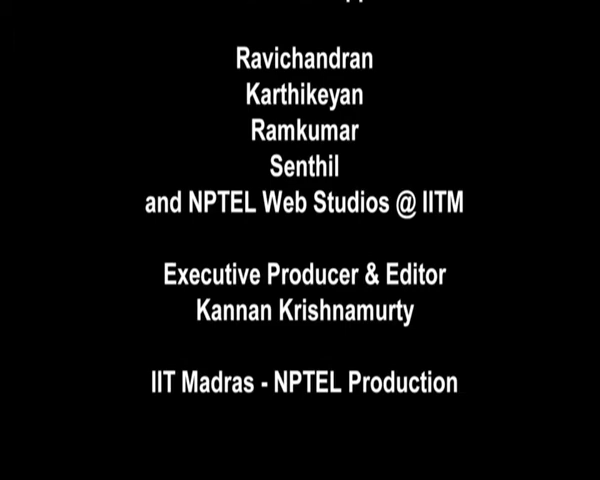 Ravichandran
Karthikeyan
Ramkumar
Senthil
and NPTEL Web Studios @ IITM
Executive Producer & Editor
Kannan Krishnamurty
IIT Madras - NPTEL Production